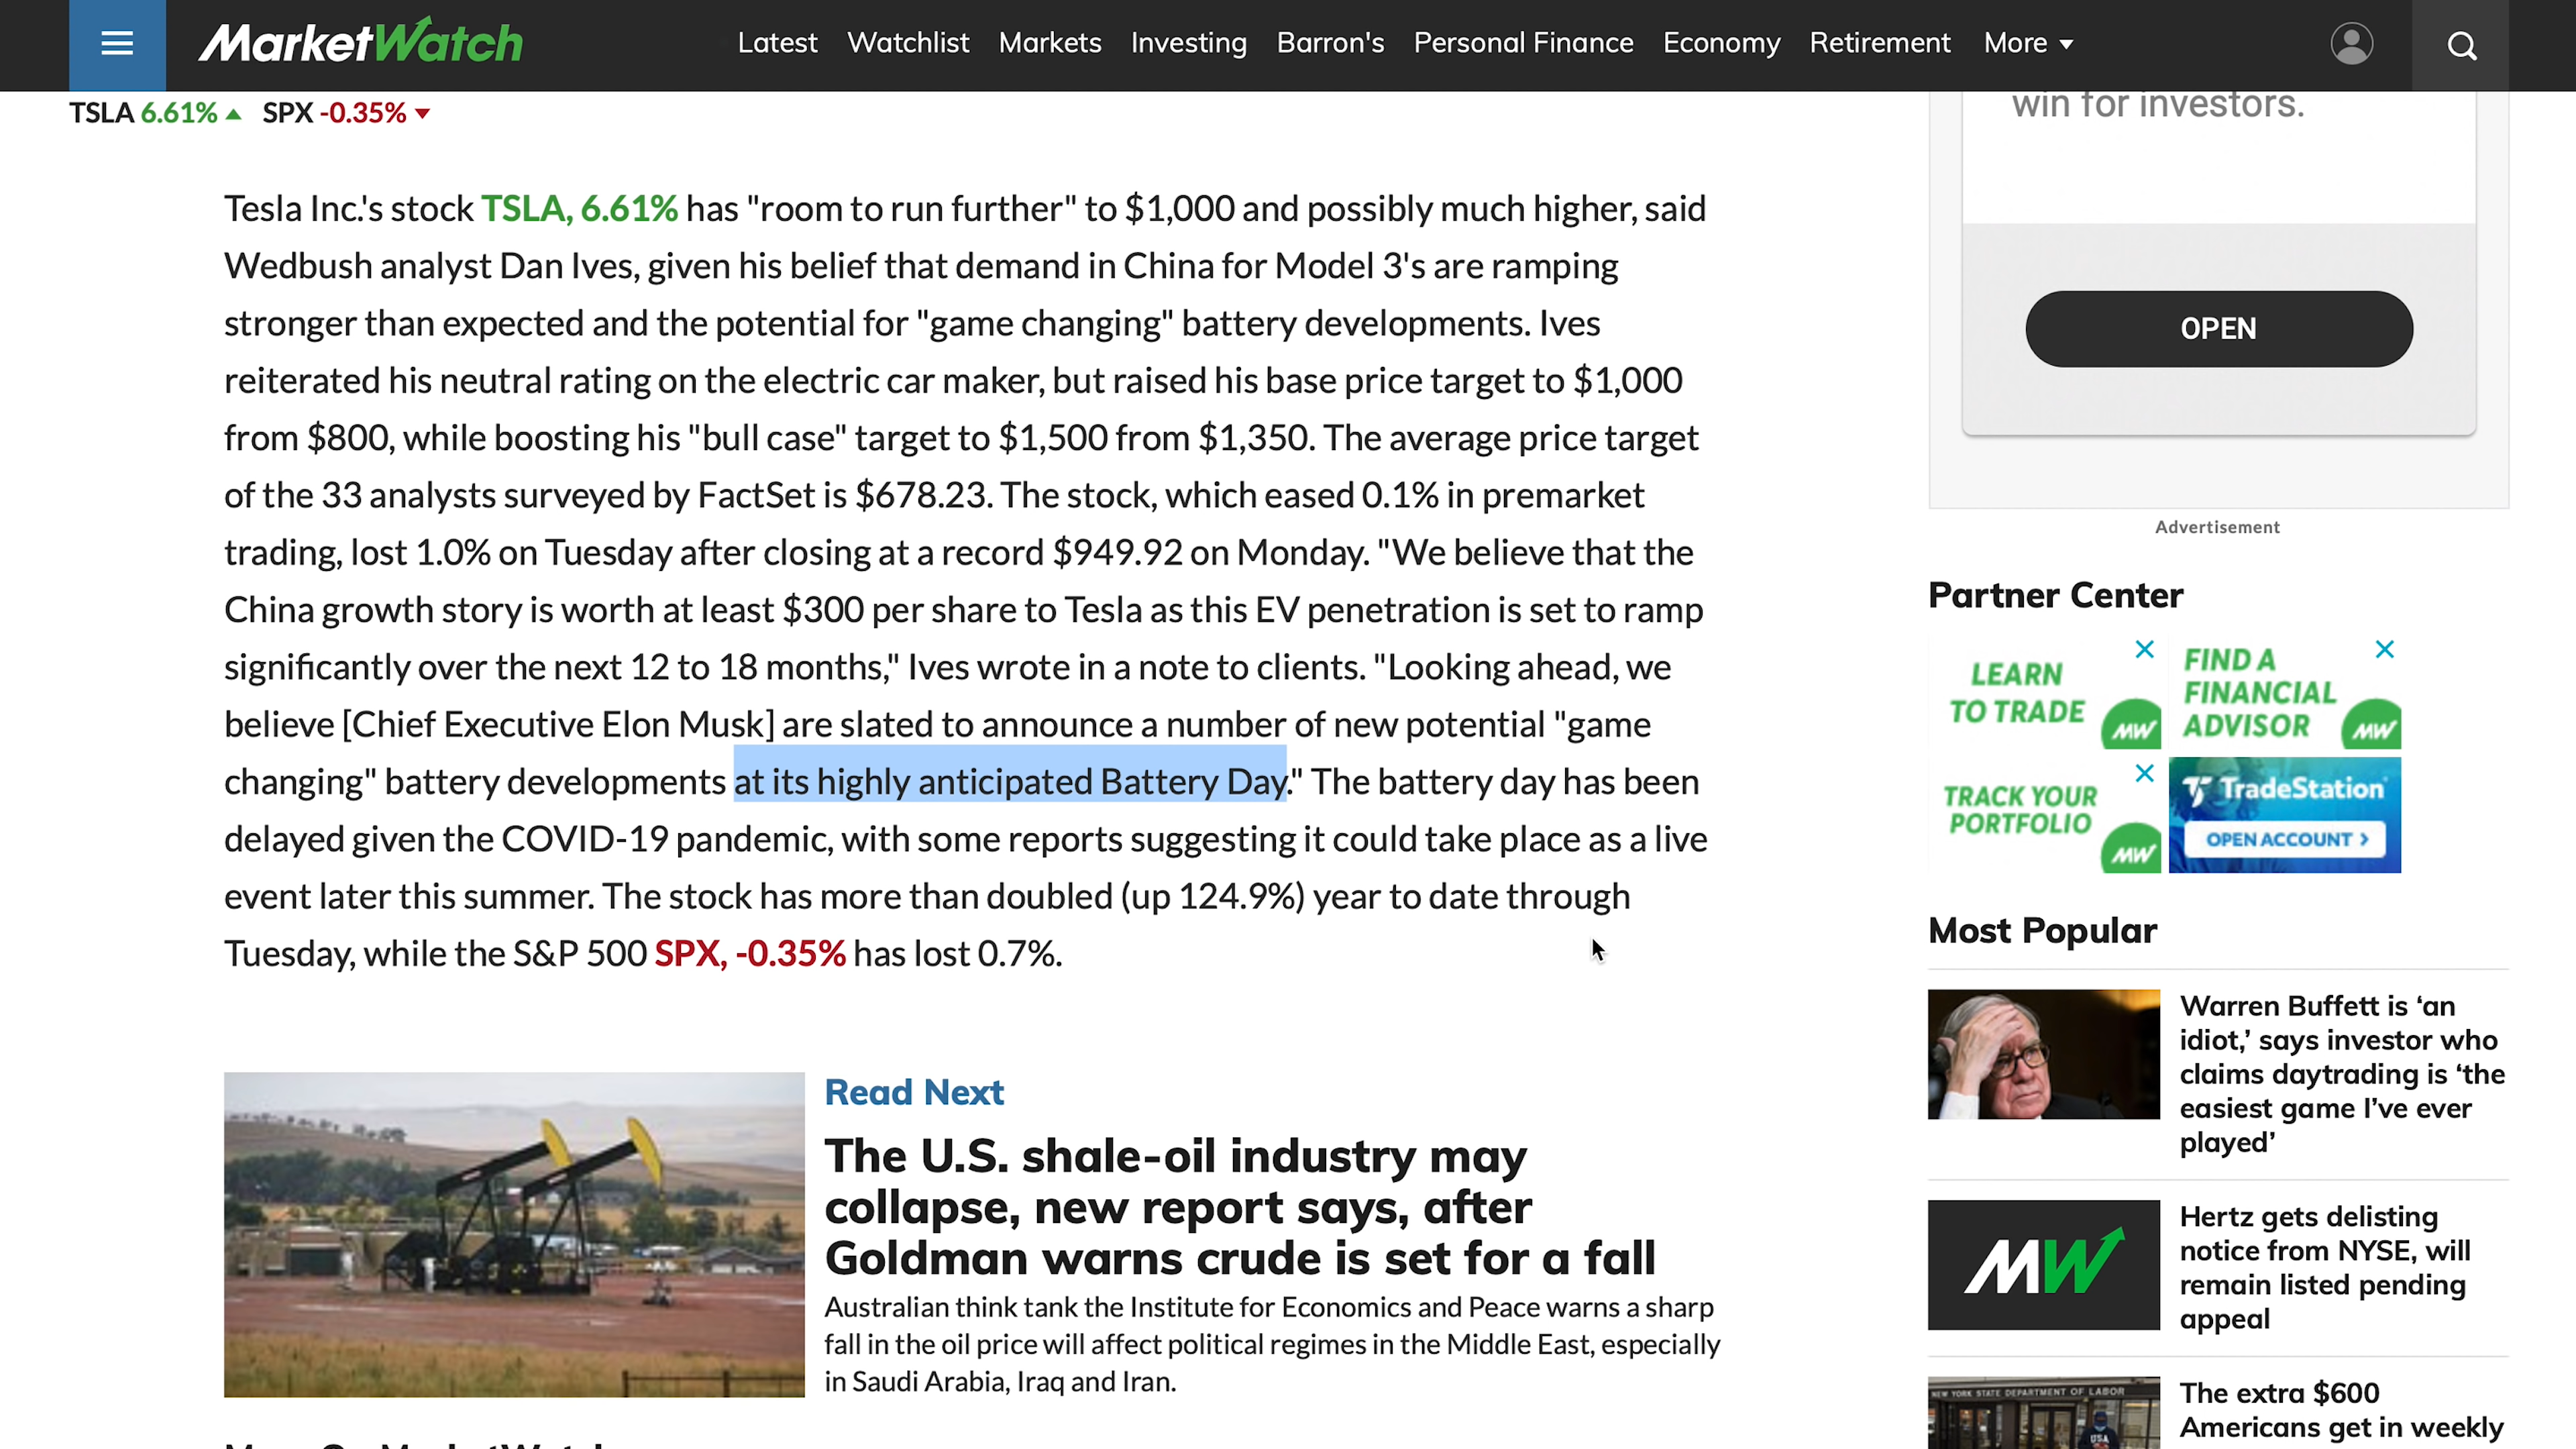 MarketWatch
Latest Watchlist Markets Investing Barron's Personal Finance Economy Retirement More
TSLA 6.61% SPX -0.35%
Tesla Inc.'s stock TSLA, 6.61% has "room to run further" to $1,000 and possibly much higher, said
Wedbush analyst Dan Ives, given his belief that demand in China for Model 3's are ramping
stronger than expected and the potential for "game changing" battery developments. Ives
reiterated his neutral rating on the electric car maker, but raised his base price target to $1,000
from $800, while boosting his "bull case" target to $1,500 from $1,350. The average price target
of the 33 analysts surveyed by FactSet is $678.23. The stock, which eased 0.1% in premarket
trading, lost 1.0% on Tuesday after closing at a record $949.92 on Monday. "We believe that the
China growth story is worth at least $300 per share to Tesla as this EV penetration is set to ramp
significantly over the next 12 to 18 months," Ives wrote in a note to clients. "Looking ahead, we
believe [Chief Executive Elon Musk] are slated to announce a number of new potential "game
changing" battery developments at its highly anticipated Battery Day." The battery day has been
delayed given the COVID-19 pandemic, with some reports suggesting it could take place as a live
event later this summer. The stock has more than doubled (up 124.9%) year to date through
Tuesday, while the S&P 500 SPX, -0.35% has lost 0.7%.
Read Next
The U.S. shale-oil industry may
collapse, new report says, after
Goldman warns crude is set for a fall
Australian think tank the Institute for Economics and Peace warns a sharp
fall in the oil price will affect political regimes in the Middle East, especially
in Saudi Arabia, Iraq and Iran.
win for investors.
OPEN
Advertisement
Partner Center
LEARN
TO TRADE
MW
FIND A
FINANCIAL
ADVISOR
MW
TRACK YOUR
PORTFOLIO
MW
TradeStation
OPEN ACCOUNT >
Most Popular
Warren Buffett is ‘an
idiot,’ says investor who
claims daytrading is ‘the
easiest game I’ve ever
played’
MW
Hertz gets delisting
notice from NYSE, will
remain listed pending
appeal
NEW YORK STATE DEPARTMENT OF LABOR
USA
The extra $600
Americans get in weekly